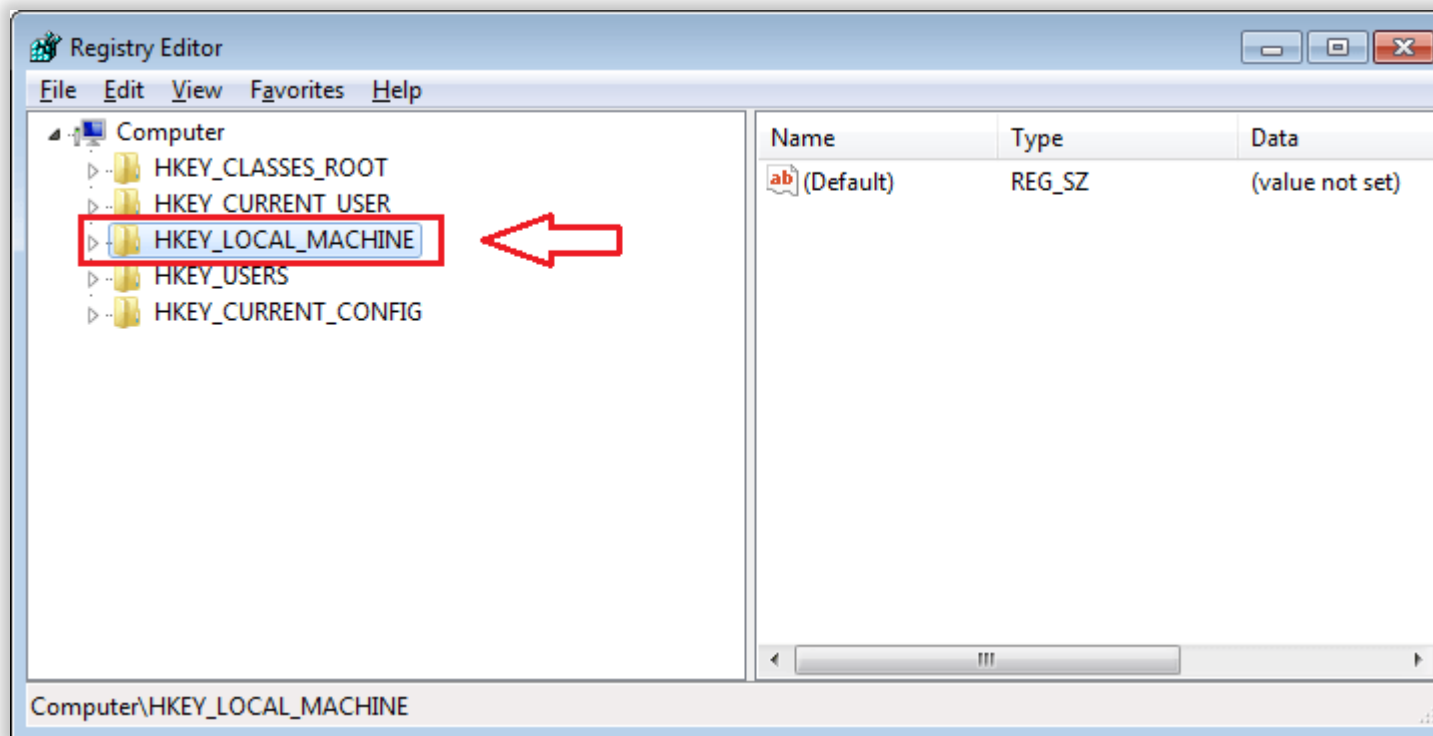 Registry Editor
File Edit View Favorites Help
Computer
HKEY_CLASSES_ROOT
HKEY_CURRENT_USER
HKEY_LOCAL_MACHINE
HKEY_USERS
HKEY_CURRENT_CONFIG
Name Type Data
ab (Default) REG_SZ (value not set)
Computer\HKEY_LOCAL_MACHINE